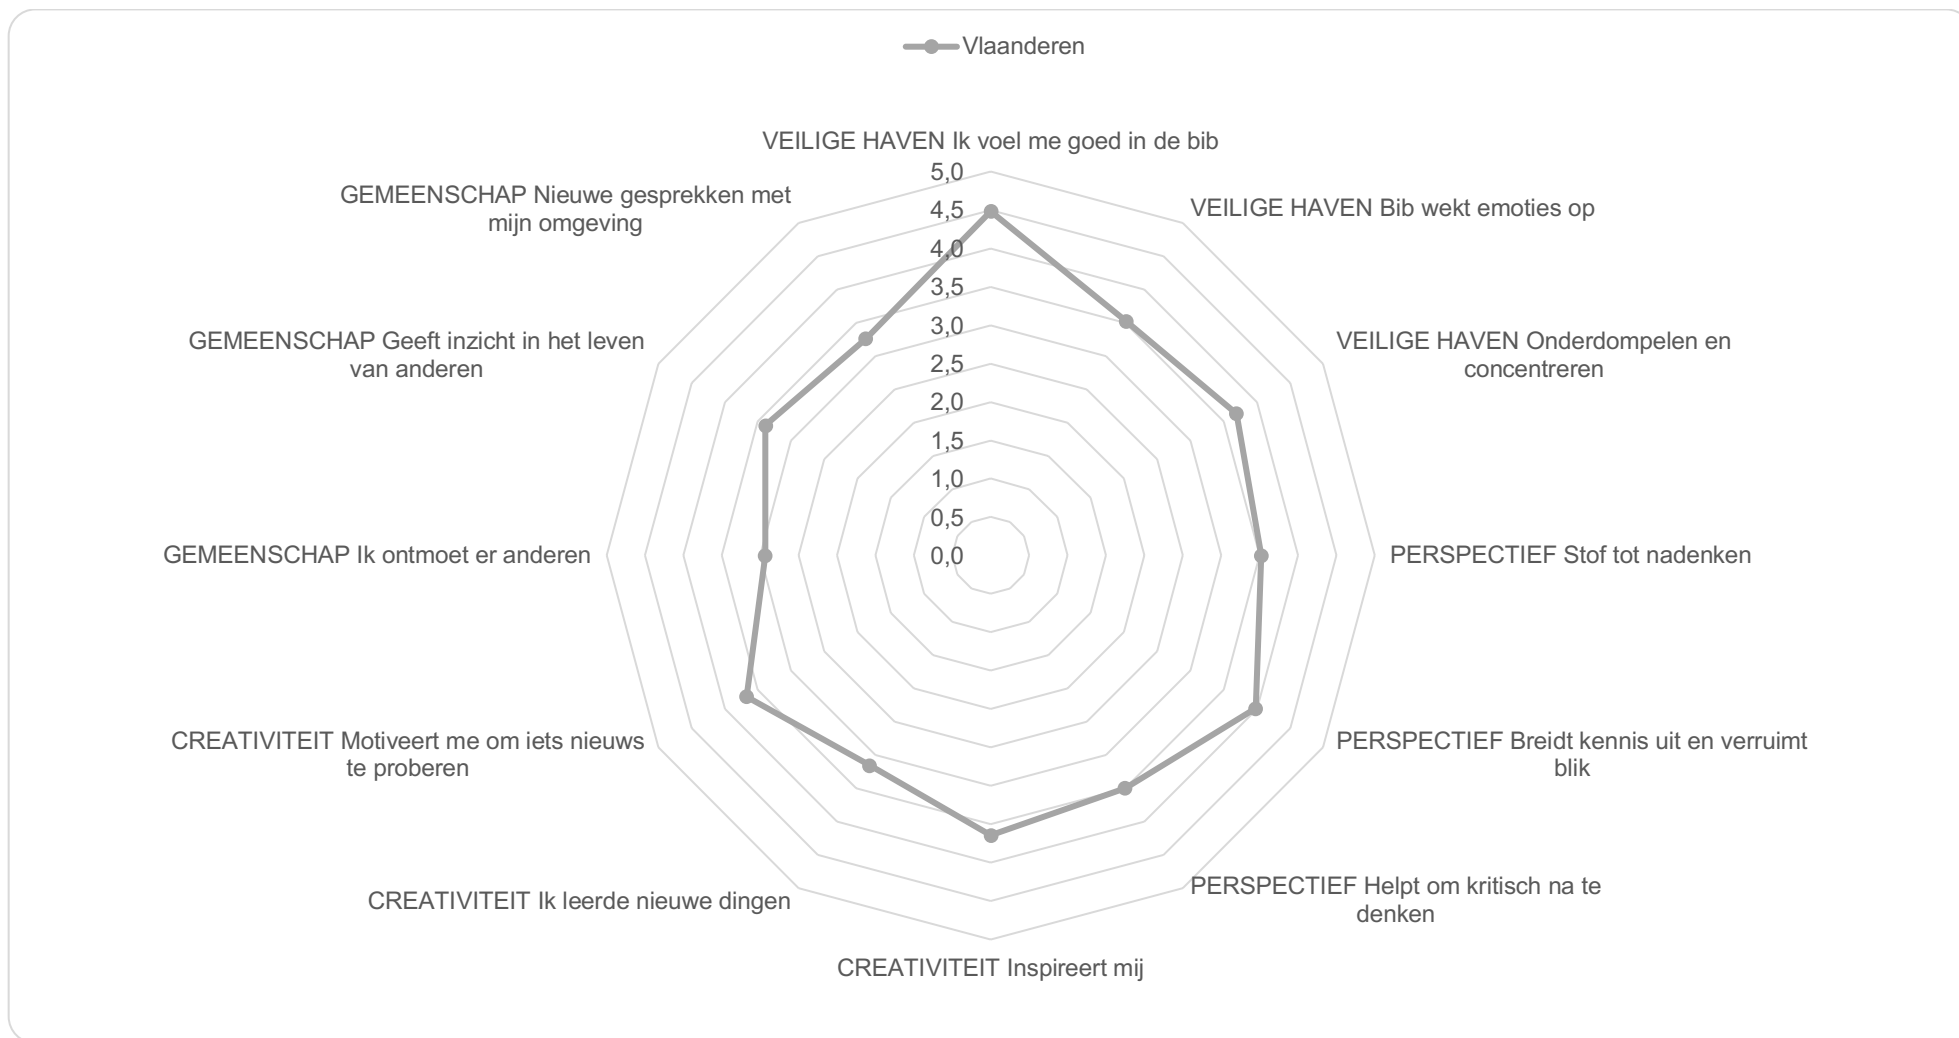 Vlaanderen
VEILIGE HAVEN Ik voel me goed in de bib
VEILIGE HAVEN Bib wekt emoties op
VEILIGE HAVEN Onderdompelen en
concentreren
PERSPECTIEF Stof tot nadenken
PERSPECTIEF Breidt kennis uit en verruimt
blik
PERSPECTIEF Helpt om kritisch na te
denken
CREATIVITEIT Inspireert mij
CREATIVITEIT Ik leerde nieuwe dingen
CREATIVITEIT Motiveert me om iets nieuws
te proberen
GEMEENSCHAP Ik ontmoet er anderen
GEMEENSCHAP Geeft inzicht in het leven
van anderen
GEMEENSCHAP Nieuwe gesprekken met
mijn omgeving
5,0
4,5
4,0
3,5
3,0
2,5
2,0
1,5
1,0
0,5
0,0